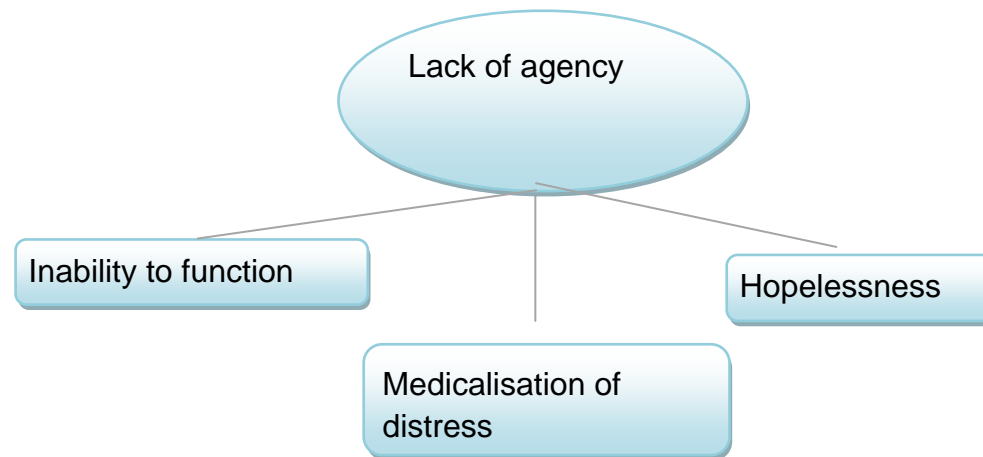 Lack of agency
Inability to function
Hopelessness
Medicalisation of
distress